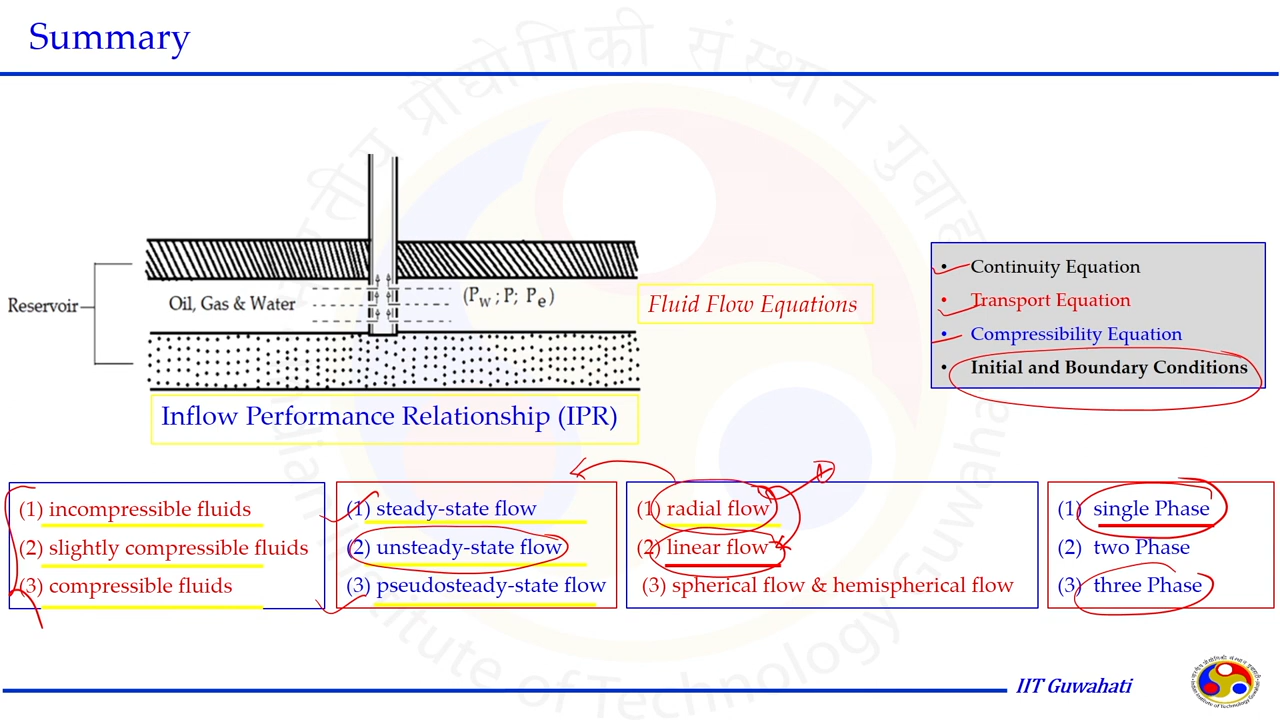 Summary
Reservoir
Oil, Gas & Water
(Pw ; P; Pe)
Fluid Flow Equations
Inflow Performance Relationship (IPR)
• Continuity Equation
• Transport Equation
• Compressibility Equation
• Initial and Boundary Conditions
(1) incompressible fluids
(2) slightly compressible fluids
(3) compressible fluids
(1) steady-state flow
(2) unsteady-state flow
(3) pseudosteady-state flow
(1) radial flow
(2) linear flow
(3) spherical flow & hemispherical flow
(1) single Phase
(2) two Phase
(3) three Phase
IIT Guwahati